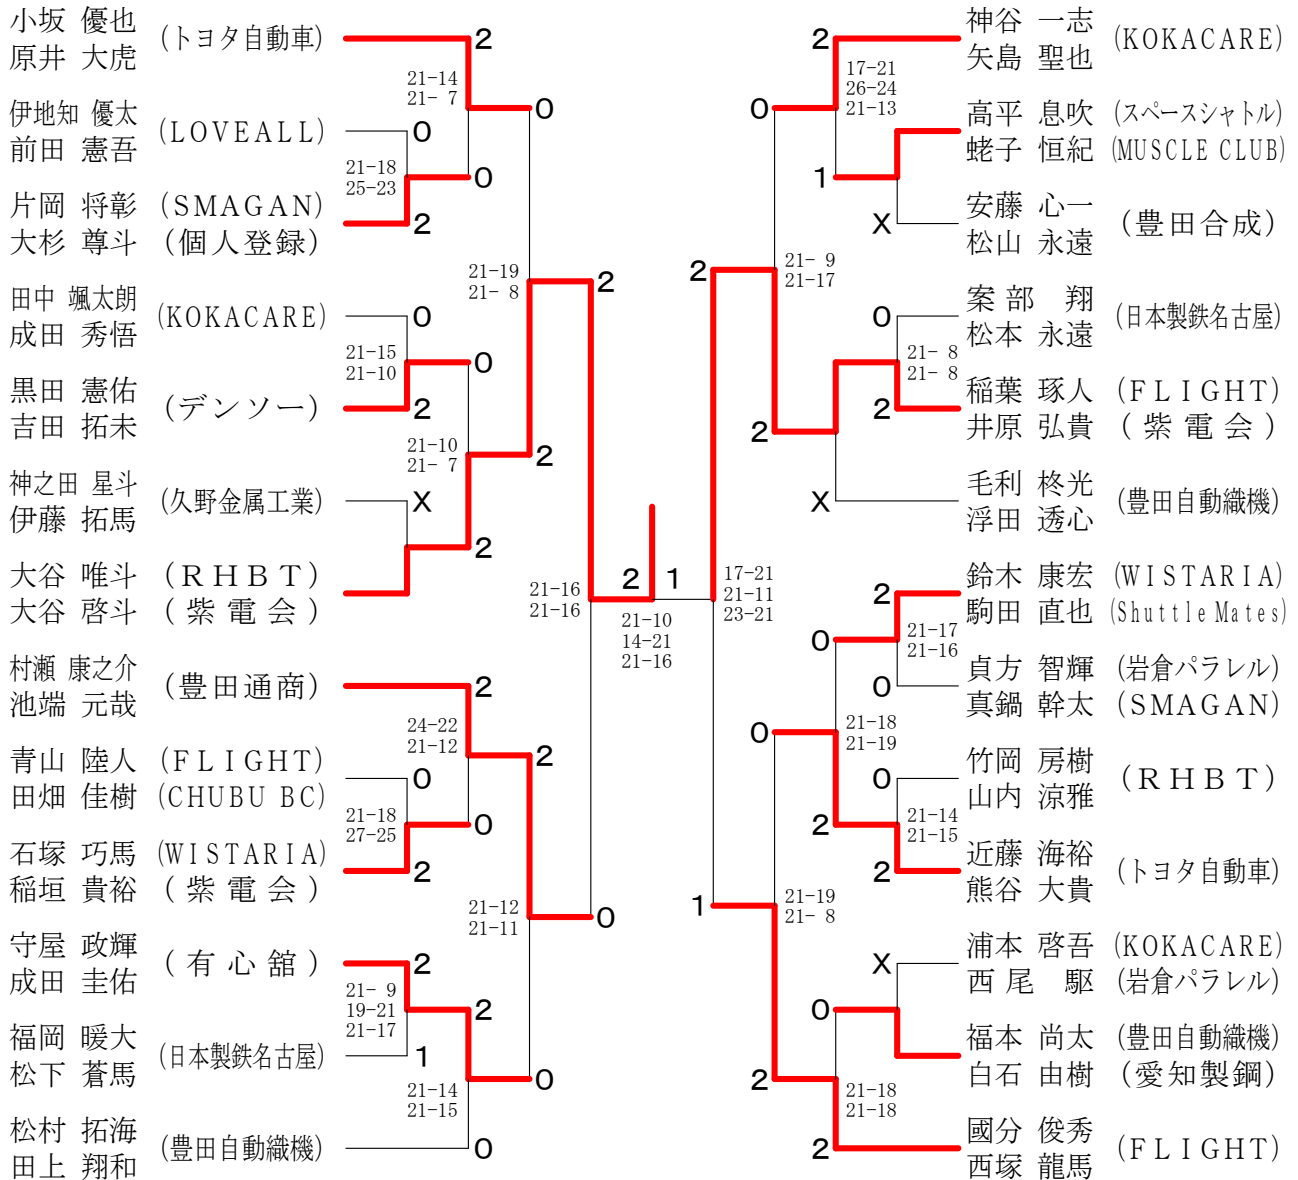 小坂 優也
原井 大虎
(トヨタ自動車)
2
21-14
21- 7
0
伊地知 優太
前田 憲吾
(LOVEALL)
0
21-18
25-23
0
片岡 将彰 (SMAGAN)
大杉 尊斗 (個人登録)
2
21-19
21- 8
2
田中 颯太朗
成田 秀悟
(KOKACARE)
0
21-15
21-10
0
黒田 憲佑
吉田 拓未
(デンソー)
2
21-10
21- 7
2
神之田 星斗
伊藤 拓馬
(久野金属工業)
X
2
大谷 唯斗 (RHBT)
大谷 啓斗 (紫電会)
21-16
21-16
2
1
21-10
14-21
21-16
村瀬 康之介
池端 元哉
(豊田通商)
2
24-22
21-12
2
青山 陸人 (FLIGHT)
田畑 佳樹 (CHUBU BC)
0
21-18
27-25
0
石塚 巧馬 (WISTARIA)
稲垣 貴裕 (紫電会)
2
21-12
21-11
0
守屋 政輝
成田 圭佑
(有心舘)
2
21- 9
19-21
21-17
2
福岡 暖大
松下 蒼馬
(日本製鉄名古屋)
1
21-14
21-15
0
松村 拓海
田上 翔和
(豊田自動織機)
0
神谷 一志
矢島 聖也
(KOKACARE)
2
17-21
26-24
21-13
0
高平 息吹 (スペースシャトル)
蛯子 恒紀 (MUSCLE CLUB)
1
安藤 心一
松山 永遠
(豊田合成)
X
21- 9
21-17
2
案部 翔
松本 永遠
(日本製鉄名古屋)
0
21- 8
21- 8
稲葉 琢人 (FLIGHT)
井原 弘貴 (紫電会)
2
2
毛利 柊光
浮田 透心
(豊田自動織機)
X
17-21
21-11
23-21
鈴木 康宏 (WISTARIA)
駒田 直也 (Shuttle Mates)
2
21-17
21-16
0
貞方 智輝 (岩倉パラレル)
真鍋 幹太 (SMAGAN)
0
21-18
21-19
0
竹岡 房樹
山内 涼雅
(RHBT)
0
21-14
21-15
2
近藤 海裕
熊谷 大貴
(トヨタ自動車)
2
21-19
21- 8
1
浦本 啓吾 (KOKACARE)
西尾 駆 (岩倉パラレル)
X
0
福本 尚太 (豊田自動織機)
白石 由樹 (愛知製鋼)
21-18
21-18
2
國分 俊秀
西塚 龍馬
(FLIGHT)
2